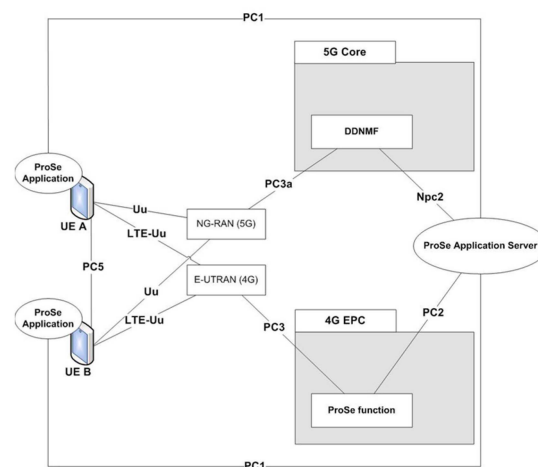 PC1
5G Core
DDNMF
ProSe
Application
UE A
Uu
NG-RAN (5G)
PC3a
Npc2
LTE-Uu
ProSe Application Server
PC5
Uu
E-UTRAN (4G)
ProSe
Application
LTE-Uu
UE B
PC3
4G EPC
PC2
ProSe function
PC1